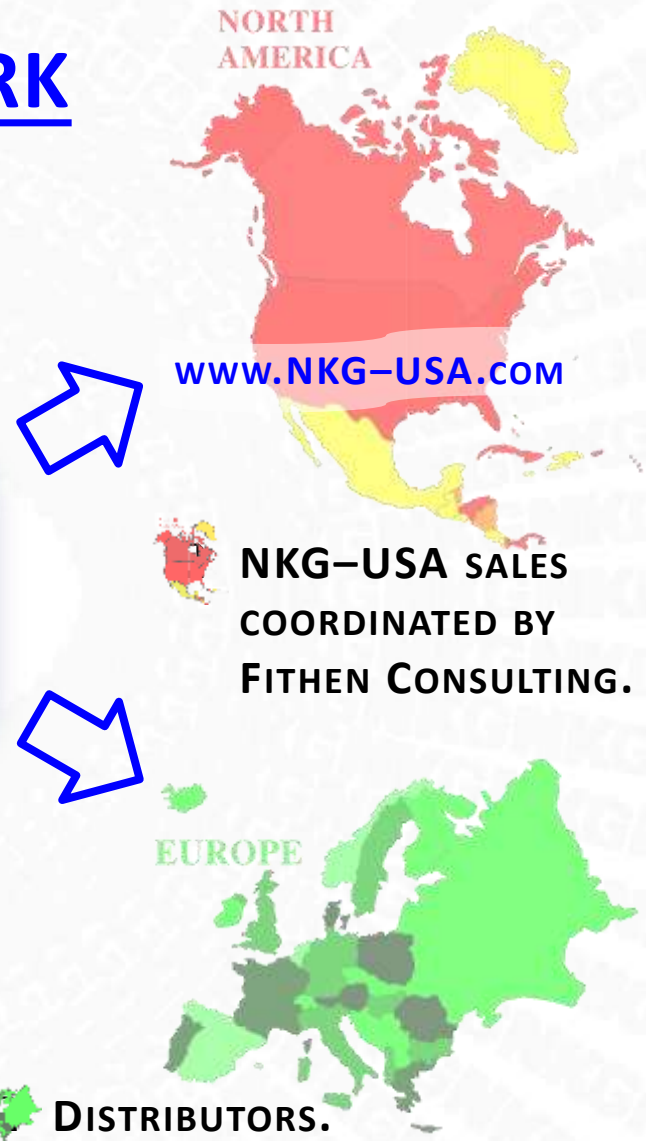 NORTH
AMERICA
RK
WWW.NKG–USA.COM
NKG–USA SALES
COORDINATED BY
FITHEN CONSULTING.
EUROPE
DISTRIBUTORS.